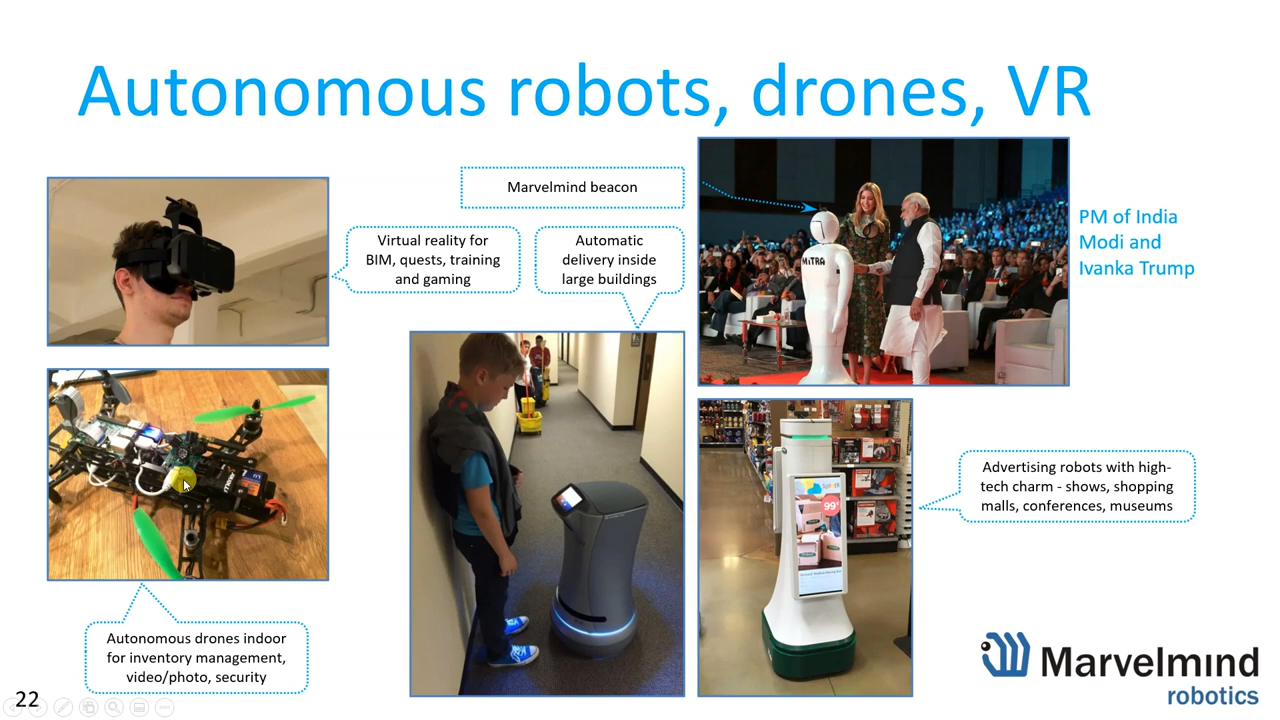 Autonomous robots, drones, VR
Marvelmind beacon
Virtual reality for
BIM, quests, training
and gaming
Automatic
delivery inside
large buildings
MiTRA
PM of India
Modi and
Ivanka Trump
99
Advertising robots with high-
tech charm - shows, shopping
malls, conferences, museums
Autonomous drones indoor
for inventory management,
video/photo, security
Marvelmind
robotics
22